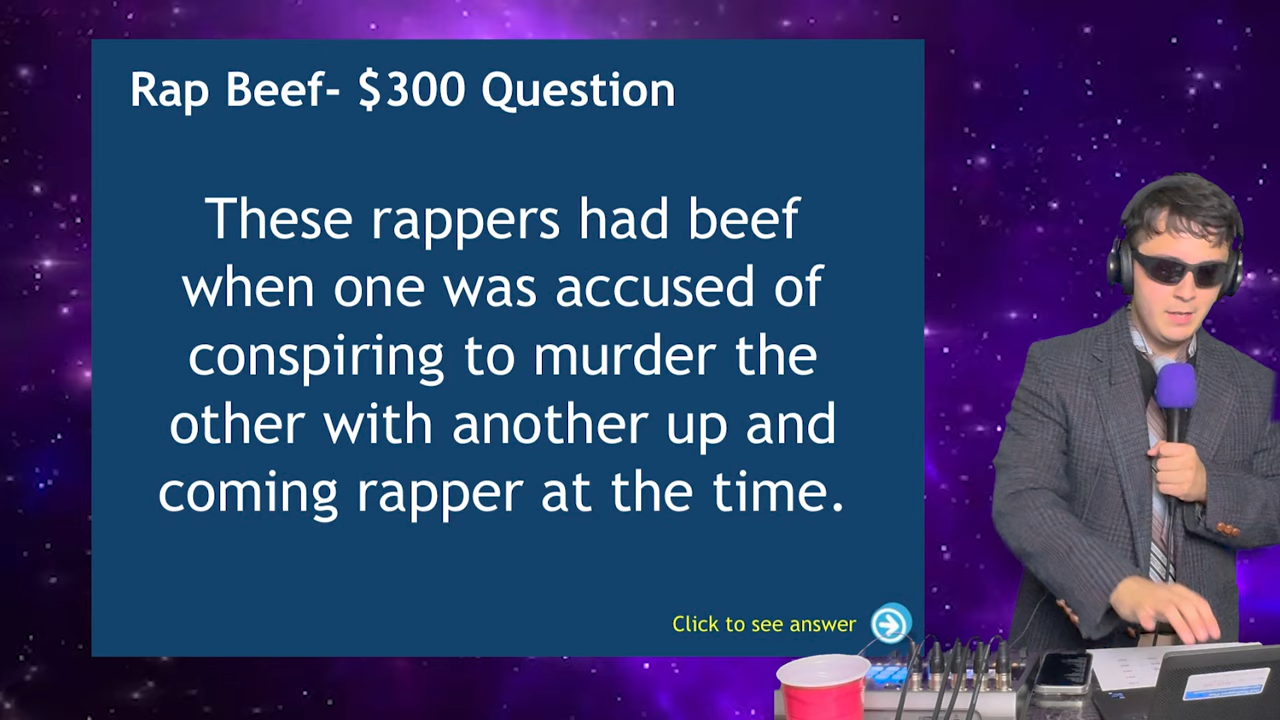 Rap Beef- $300 Question
These rappers had beef
when one was accused of
conspiring to murder the
other with another up and
coming rapper at the time.
Click to see answer